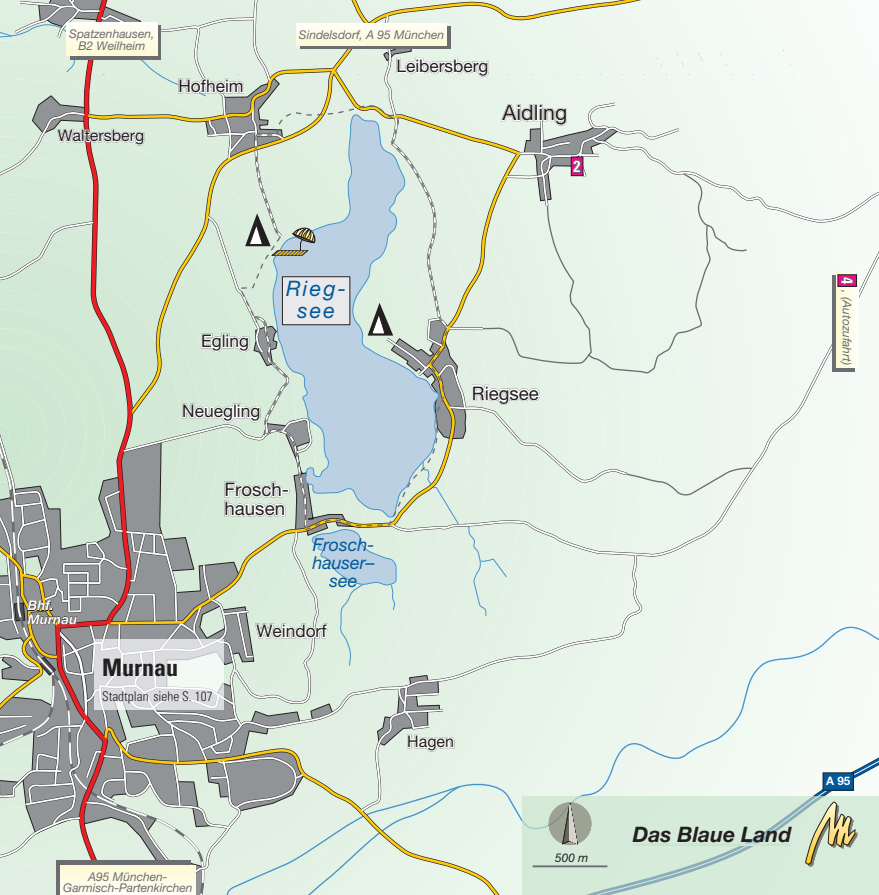 Spatzenhausen,
B2 Weilheim
Sindelsdorf, A 95 München
Leibersberg
Hofheim
Aidling
Waltersberg
2
Rieg-
see
4, (Autozufahrt)
Egling
Riegsee
Neuegling
Frosch-
hausen
Frosch-
hauser–
see
Bhf.
Murnau
Weindorf
Murnau
Stadtplan siehe S. 107
Hagen
A 95
Das Blaue Land
500 m
A95 München-
Garmisch-Partenkirchen